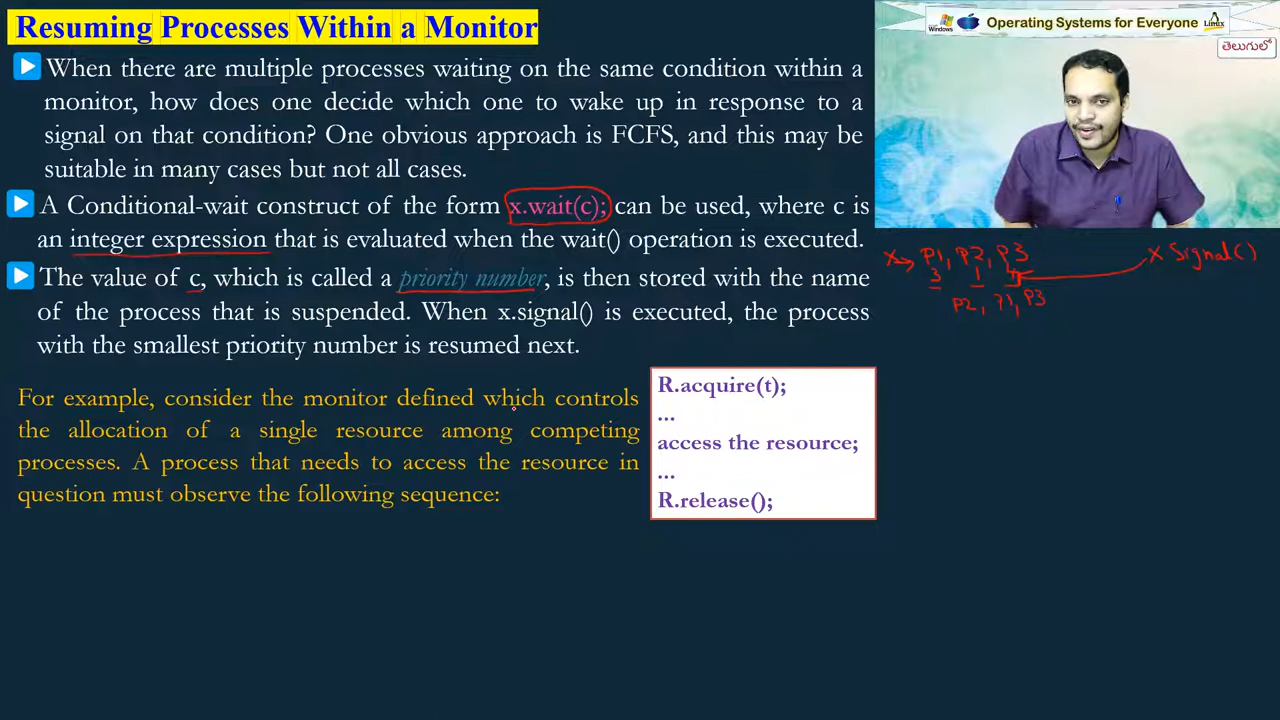 Resuming Processes Within a Monitor
Windows
Operating Systems for Everyone
Linux
తెలుగులో
When there are multiple processes waiting on the same condition within a
monitor, how does one decide which one to wake up in response to a
signal on that condition? One obvious approach is FCFS, and this may be
suitable in many cases but not all cases.
A Conditional-wait construct of the form x.wait(c); can be used, where c is
an integer expression that is evaluated when the wait() operation is executed.
The value of c, which is called a priority number, is then stored with the name
of the process that is suspended. When x.signal() is executed, the process
with the smallest priority number is resumed next.
X→ P1, P2, P3
3 1
X Signal()
P2, P1, P3
For example, consider the monitor defined which controls
the allocation of a single resource among competing
processes. A process that needs to access the resource in
question must observe the following sequence:
R.acquire(t);
...
access the resource;
...
R.release();